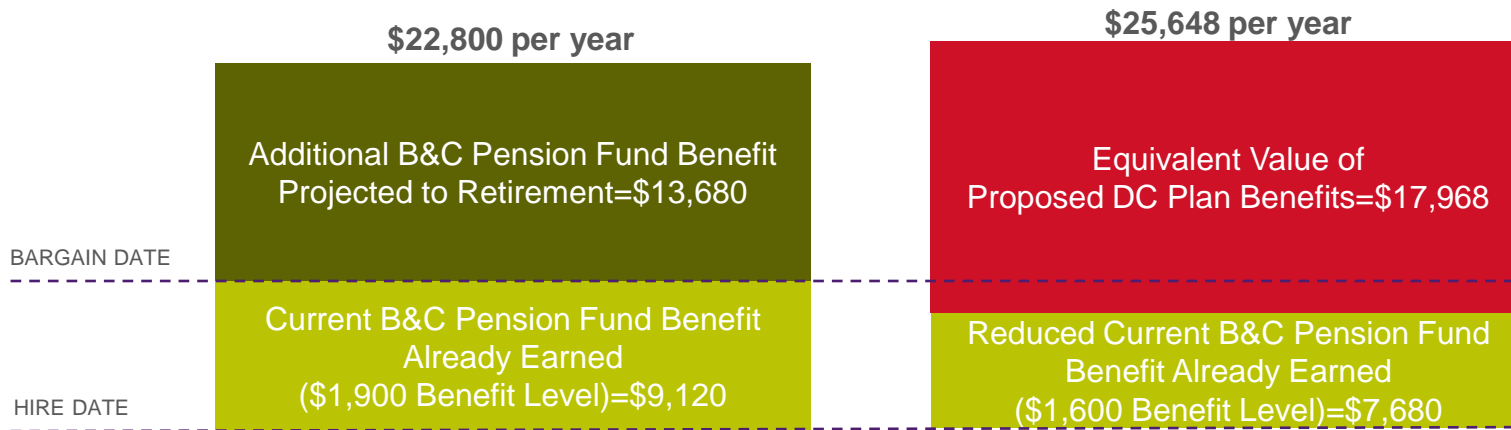 $22,800 per year
$25,648 per year
Additional B&C Pension Fund Benefit
Projected to Retirement=$13,680
Equivalent Value of
Proposed DC Plan Benefits=$17,968
BARGAIN DATE
Current B&C Pension Fund Benefit
Already Earned
($1,900 Benefit Level)=$9,120
Reduced Current B&C Pension Fund
Benefit Already Earned
($1,600 Benefit Level)=$7,680
HIRE DATE